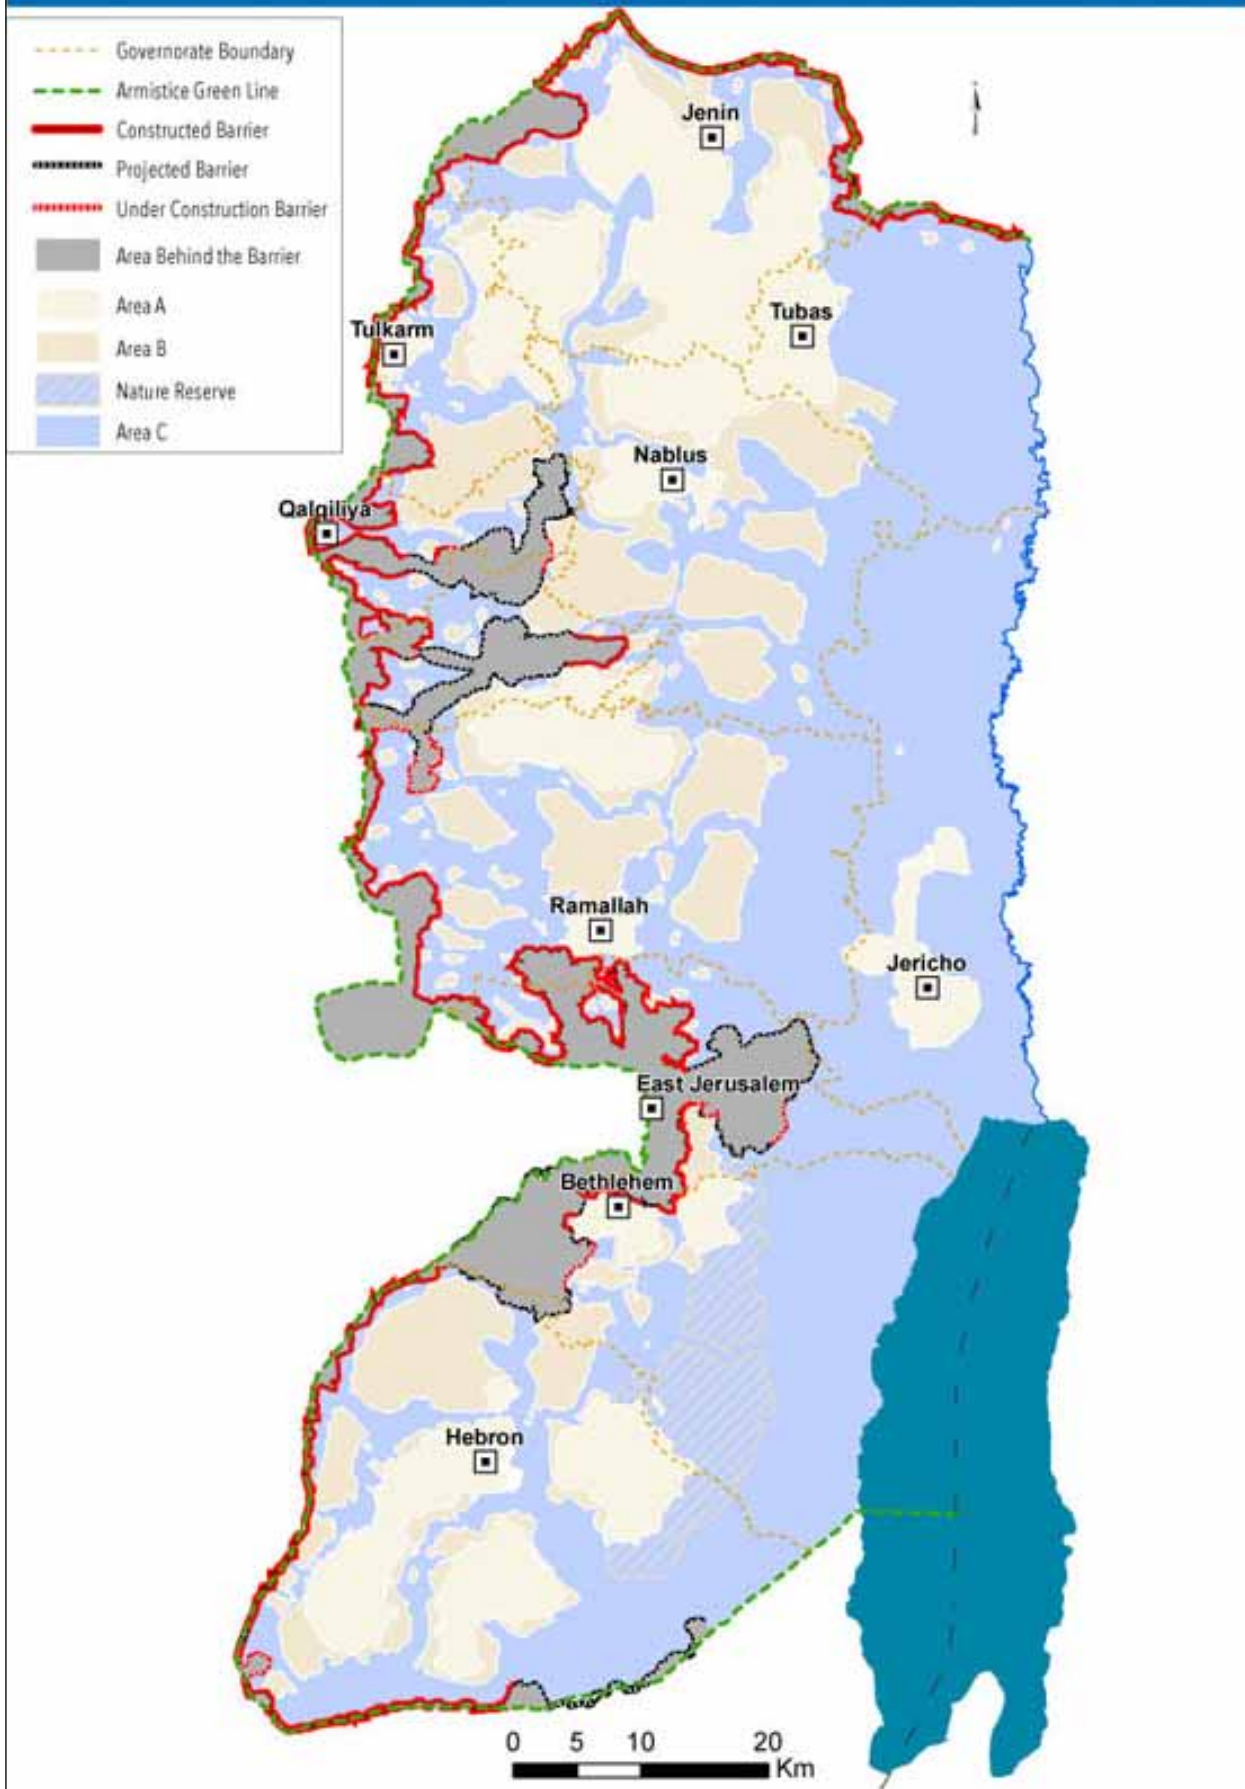 Governorate Boundary
Armistice Green Line
Constructed Barrier
Projected Barrier
Under Construction Barrier
Area Behind the Barrier
Area A
Area B
Nature Reserve
Area C
Jenin
Tubas
Tulkarm
Nablus
Qalqiliya
Ramallah
Jericho
East Jerusalem
Bethlehem
Hebron
0 5 10 20
Km